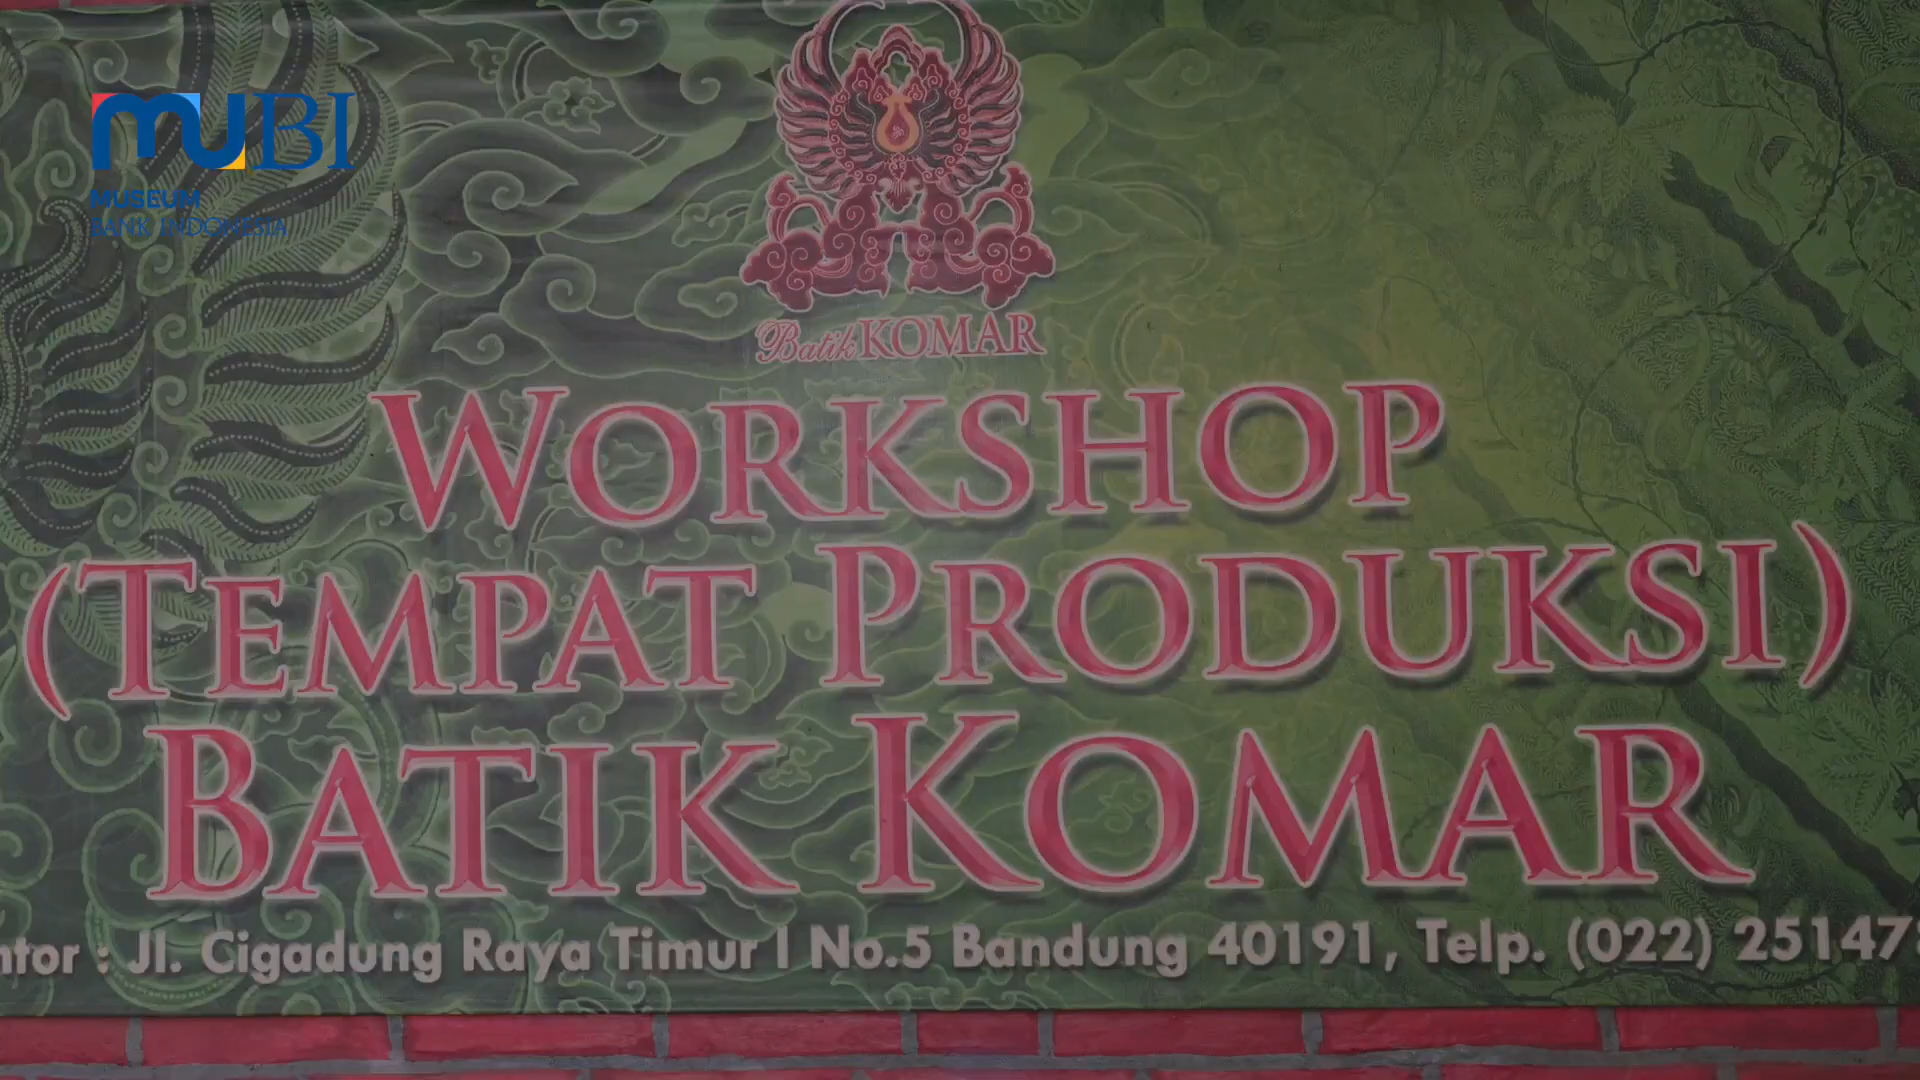 muBI
MUSEUM
BANK INDONESIA
Batik KOMAR
WORKSHOP
(TEMPAT PRODUKSI)
BATIK KOMAR
ntor : Jl. Cigadung Raya Timur I No.5 Bandung 40191, Telp. (022) 25147